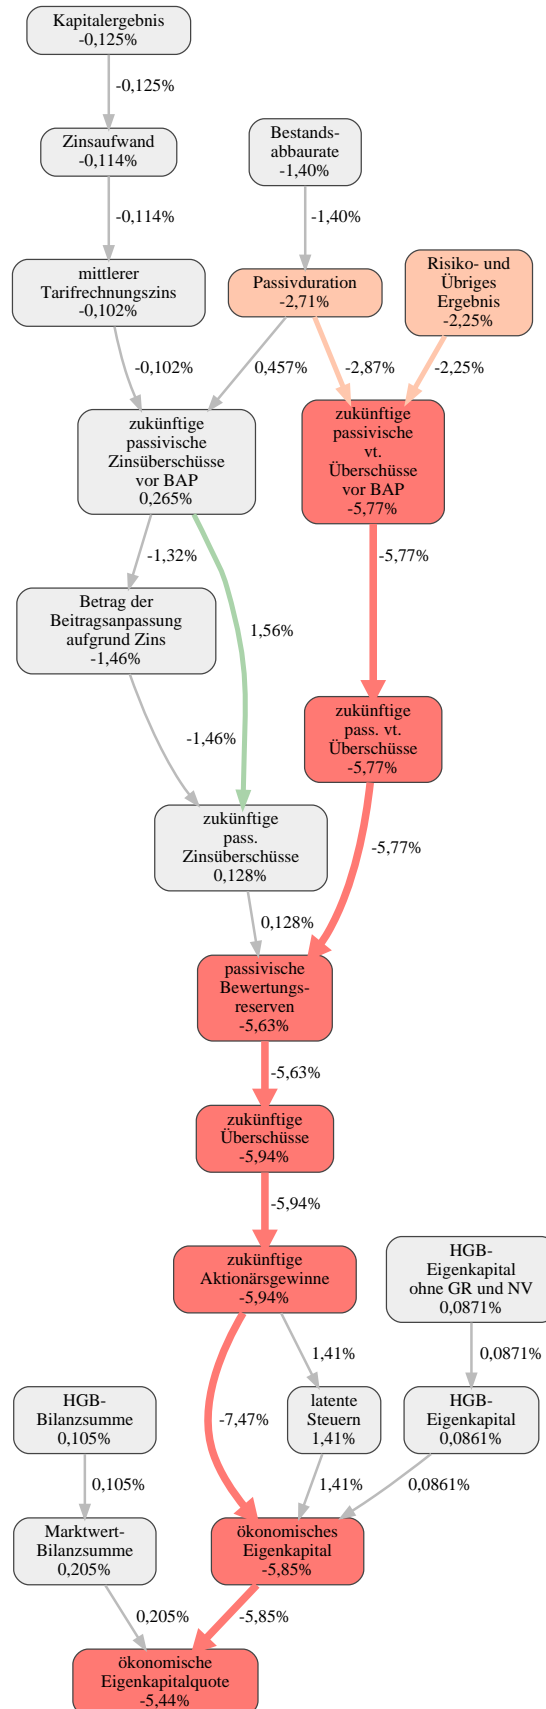 Kapitalergebnis
-0,125%
-0,125%
Zinsaufwand
-0,114%
Bestands-
abbaurate
-1,40%
-0,114%
-1,40%
mittlerer
Tarifrechnungszins
-0,102%
Passivduration
-2,71%
Risiko- und
Übriges
Ergebnis
-2,25%
-0,102%
0,457%
-2,87%
-2,25%
zukünftige
passivische
Zinsüberschüsse
vor BAP
0,265%
zukünftige
passivische
vt.
Überschüsse
vor BAP
-5,77%
-1,32%
-5,77%
Betrag der
Beitragsanpassung
aufgrund Zins
-1,46%
1,56%
-1,46%
zukünftige
pass. vt.
Überschüsse
-5,77%
zukünftige
pass.
Zinsüberschüsse
0,128%
-5,77%
0,128%
passivische
Bewertungs-
reserven
-5,63%
-5,63%
zukünftige
Überschüsse
-5,94%
-5,94%
zukünftige
Aktionärsgewinne
-5,94%
HGB-
Eigenkapital
ohne GR und NV
0,0871%
1,41%
0,0871%
HGB-
Bilanzsumme
0,105%
-7,47%
latente
Steuern
1,41%
HGB-
Eigenkapital
0,0861%
0,105%
1,41%
0,0861%
Marktwert-
Bilanzsumme
0,205%
ökonomisches
Eigenkapital
-5,85%
0,205%
-5,85%
ökonomische
Eigenkapitalquote
-5,44%